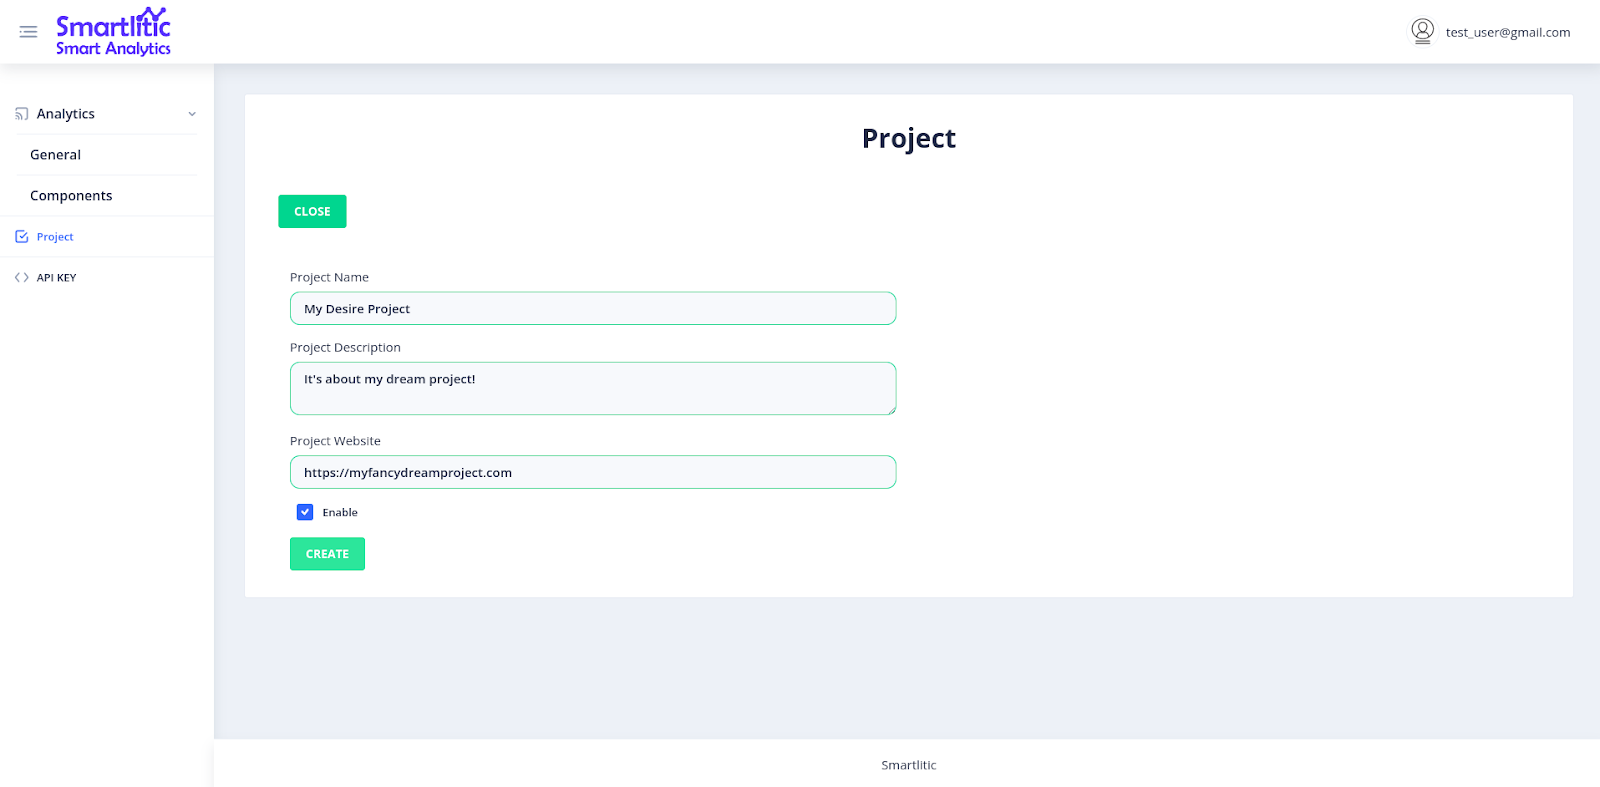 Smartlitic
Smart Analytics
test_user@gmail.com
Analytics
General
Components
Project
API KEY
Project
CLOSE
Project Name
My Desire Project
Project Description
It's about my dream project!
Project Website
https://myfancydreamproject.com
Enable
CREATE
Smartlitic